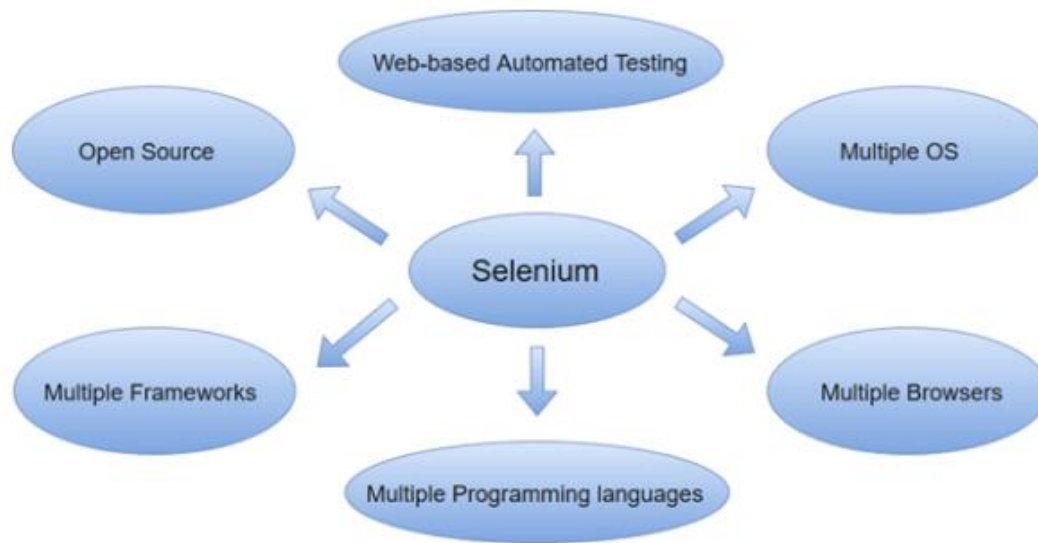 Web-based Automated Testing
Open Source
Multiple OS
Selenium
Multiple Frameworks
Multiple Browsers
Multiple Programming languages